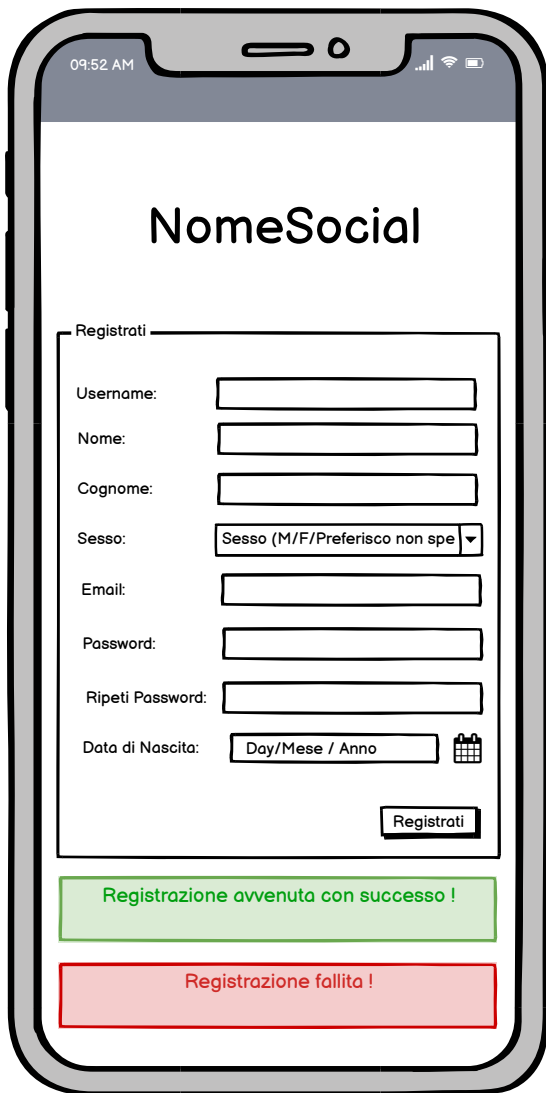 09:52 AM
NomeSocial
Registrati
Username:
Nome:
Cognome:
Sesso: Sesso (M/F/Preferisco non spe
Email:
Password:
Ripeti Password:
Data di Nascita: Day/Mese / Anno
Registrati
Registrazione avvenuta con successo !
Registrazione fallita !